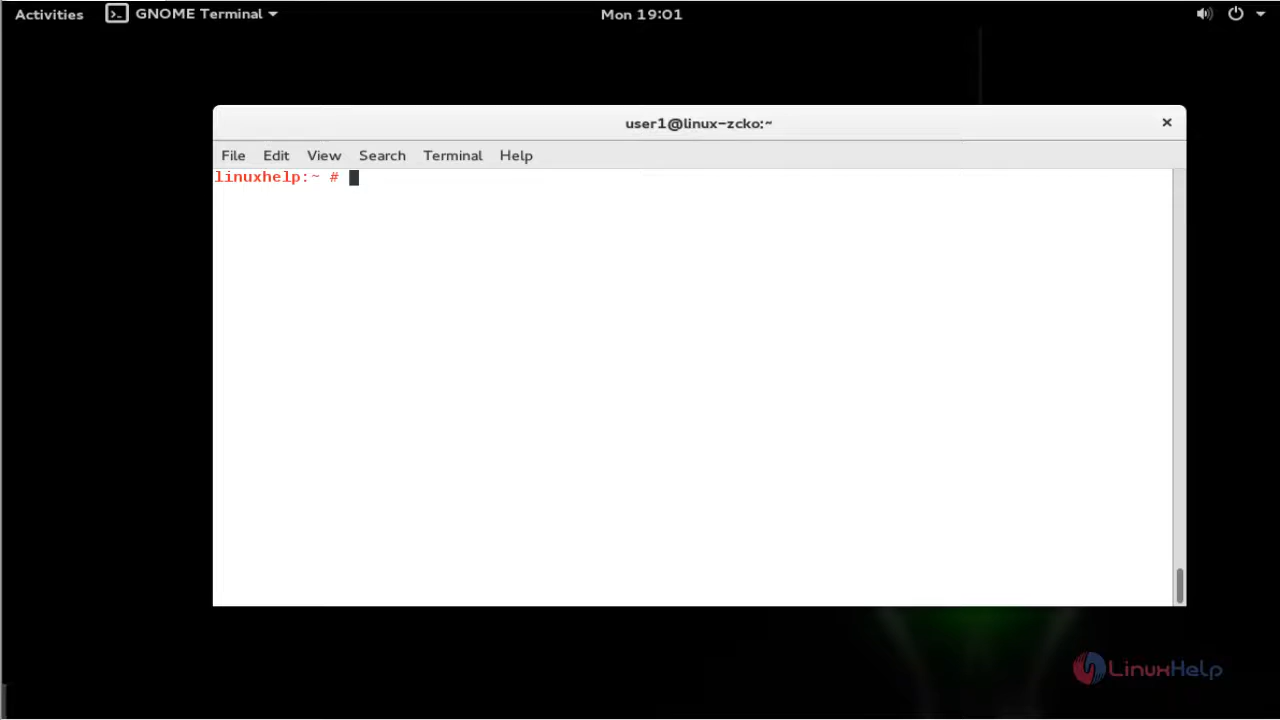 Activities GNOME Terminal Mon 19:01
user1@linux-zcko:~
File Edit View Search Terminal Help
linuxhelp:~ #
LinuxHelp